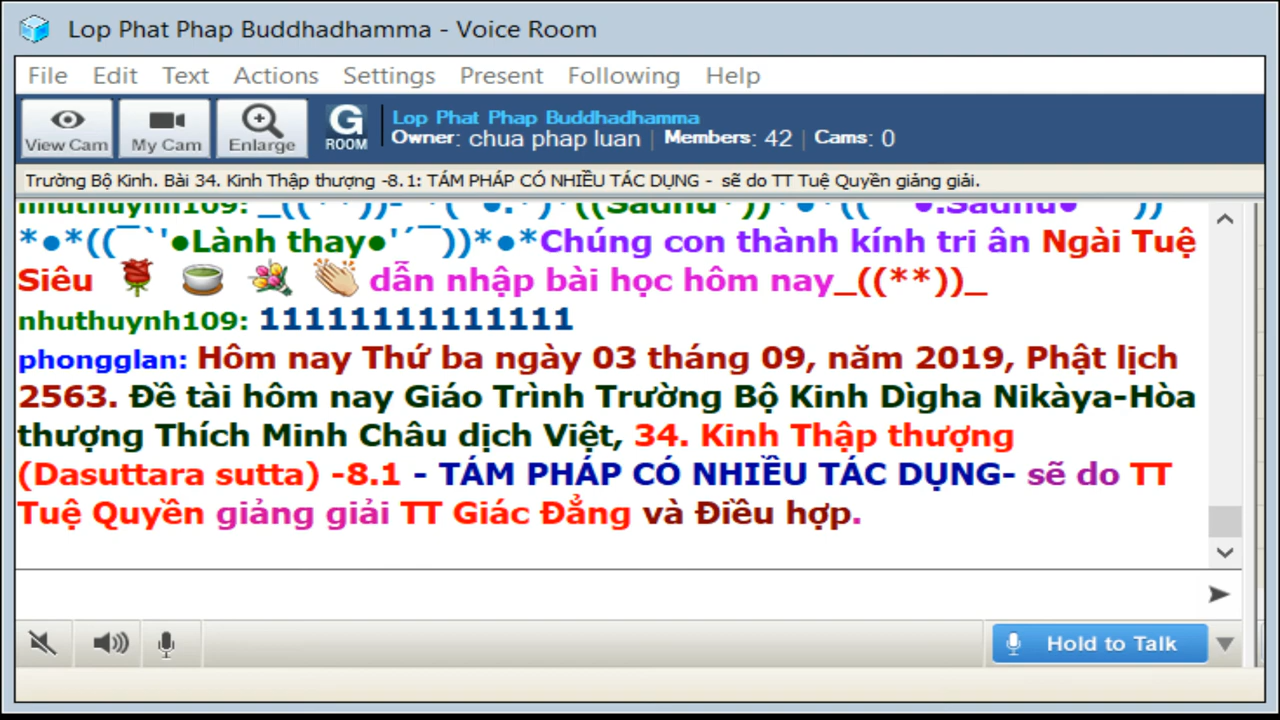 Lop Phat Phap Buddhadhamma - Voice Room
File Edit Text Actions Settings Present Following Help
View Cam My Cam Enlarge G ROOM
Lop Phat Phap Buddhadhamma
Owner: chua phap luan | Members: 42 | Cams: 0
Trường Bộ Kinh. Bài 34. Kinh Thập thượng -8.1: TÁM PHÁP CÓ NHIỀU TÁC DỤNG - sẽ do TT Tuệ Quyền giảng giải.
nhuthuynh109: _((**))-¯`*(¨●.*)*((Sadhu*))*●*((¨¯●.Sadhu●¨¯))
*●*((¯``'●Lành thay●'´¯))*●*Chúng con thành kính tri ân Ngài Tuệ
Siêu 🌹 🍵 💐 👏 dẫn nhập bài học hôm nay_((**))_
nhuthuynh109: 11111111111111
phongglan: Hôm nay Thứ ba ngày 03 tháng 09, năm 2019, Phật lịch
2563. Đề tài hôm nay Giáo Trình Trường Bộ Kinh Dìgha Nikàya-Hòa
thượng Thích Minh Châu dịch Việt, 34. Kinh Thập thượng
(Dasuttara sutta) -8.1 - TÁM PHÁP CÓ NHIỀU TÁC DỤNG- sẽ do TT
Tuệ Quyền giảng giải TT Giác Đẳng và Điều hợp.
Hold to Talk